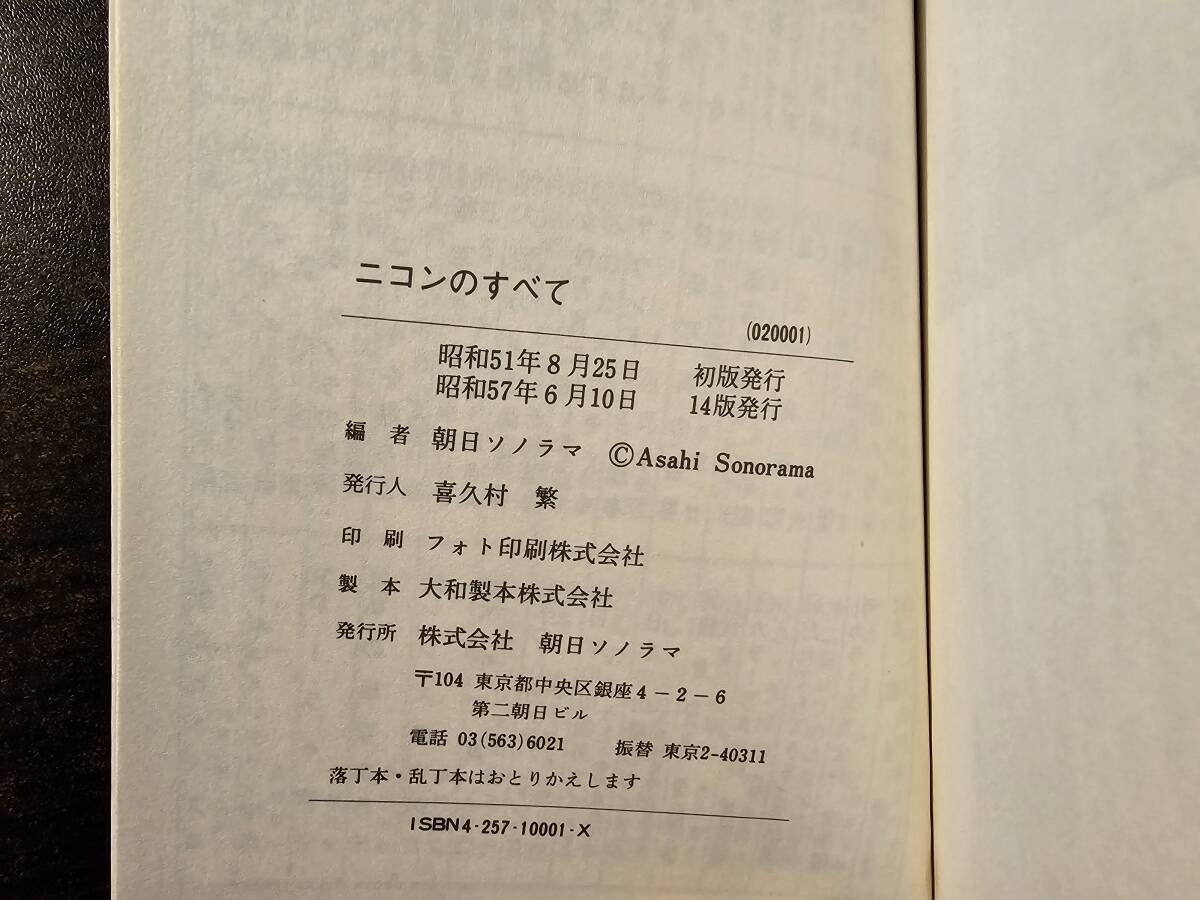 ニコンのすべて
(020001)
昭和51年8月25日 初版発行
昭和57年6月10日 14版発行
編 者 朝日ソノラマ ©Asahi Sonorama
発行人 喜久村 繁
印 刷 フォト印刷株式会社
製 本 大和製本株式会社
発行所 株式会社 朝日ソノラマ
〒104 東京都中央区銀座4-2-6
第二朝日ビル
電話 03(563)6021 振替 東京2-40311
落丁本・乱丁本はおとりかえします
ISBN4-257-10001-X